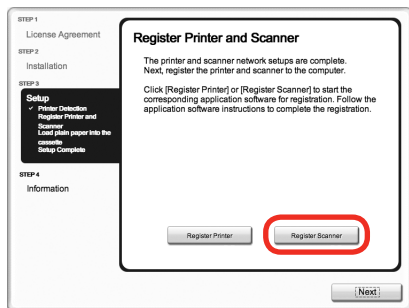 STEP 1
License Agreement
STEP 2
Installation
STEP 3
Setup
✓ Printer Detection
Register Printer and
Scanner
Load plain paper into the
cassette
Setup Complete
STEP 4
Information
Register Printer and Scanner
The printer and scanner network setups are complete.
Next, register the printer and scanner to the computer.
Click [Register Printer] or [Register Scanner] to start the
corresponding application software for registration. Follow the
application software instructions to complete the registration.
Register Printer
Register Scanner
Next